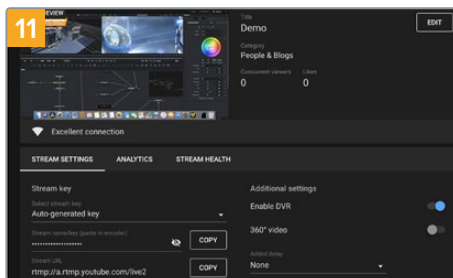 11
PREVIEW
Title
Demo
EDIT
Category
People & Blogs
Concurrent viewers Likes
0 0
Excellent connection
STREAM SETTINGS ANALYTICS STREAM HEALTH
Stream key
Additional settings
Select stream key
Auto-generated key
Enable DVR
Stream name/key (paste in encoder)
COPY
360° video
Stream URL
rtmp://a.rtmp.youtube.com/live2
COPY
Added delay
None